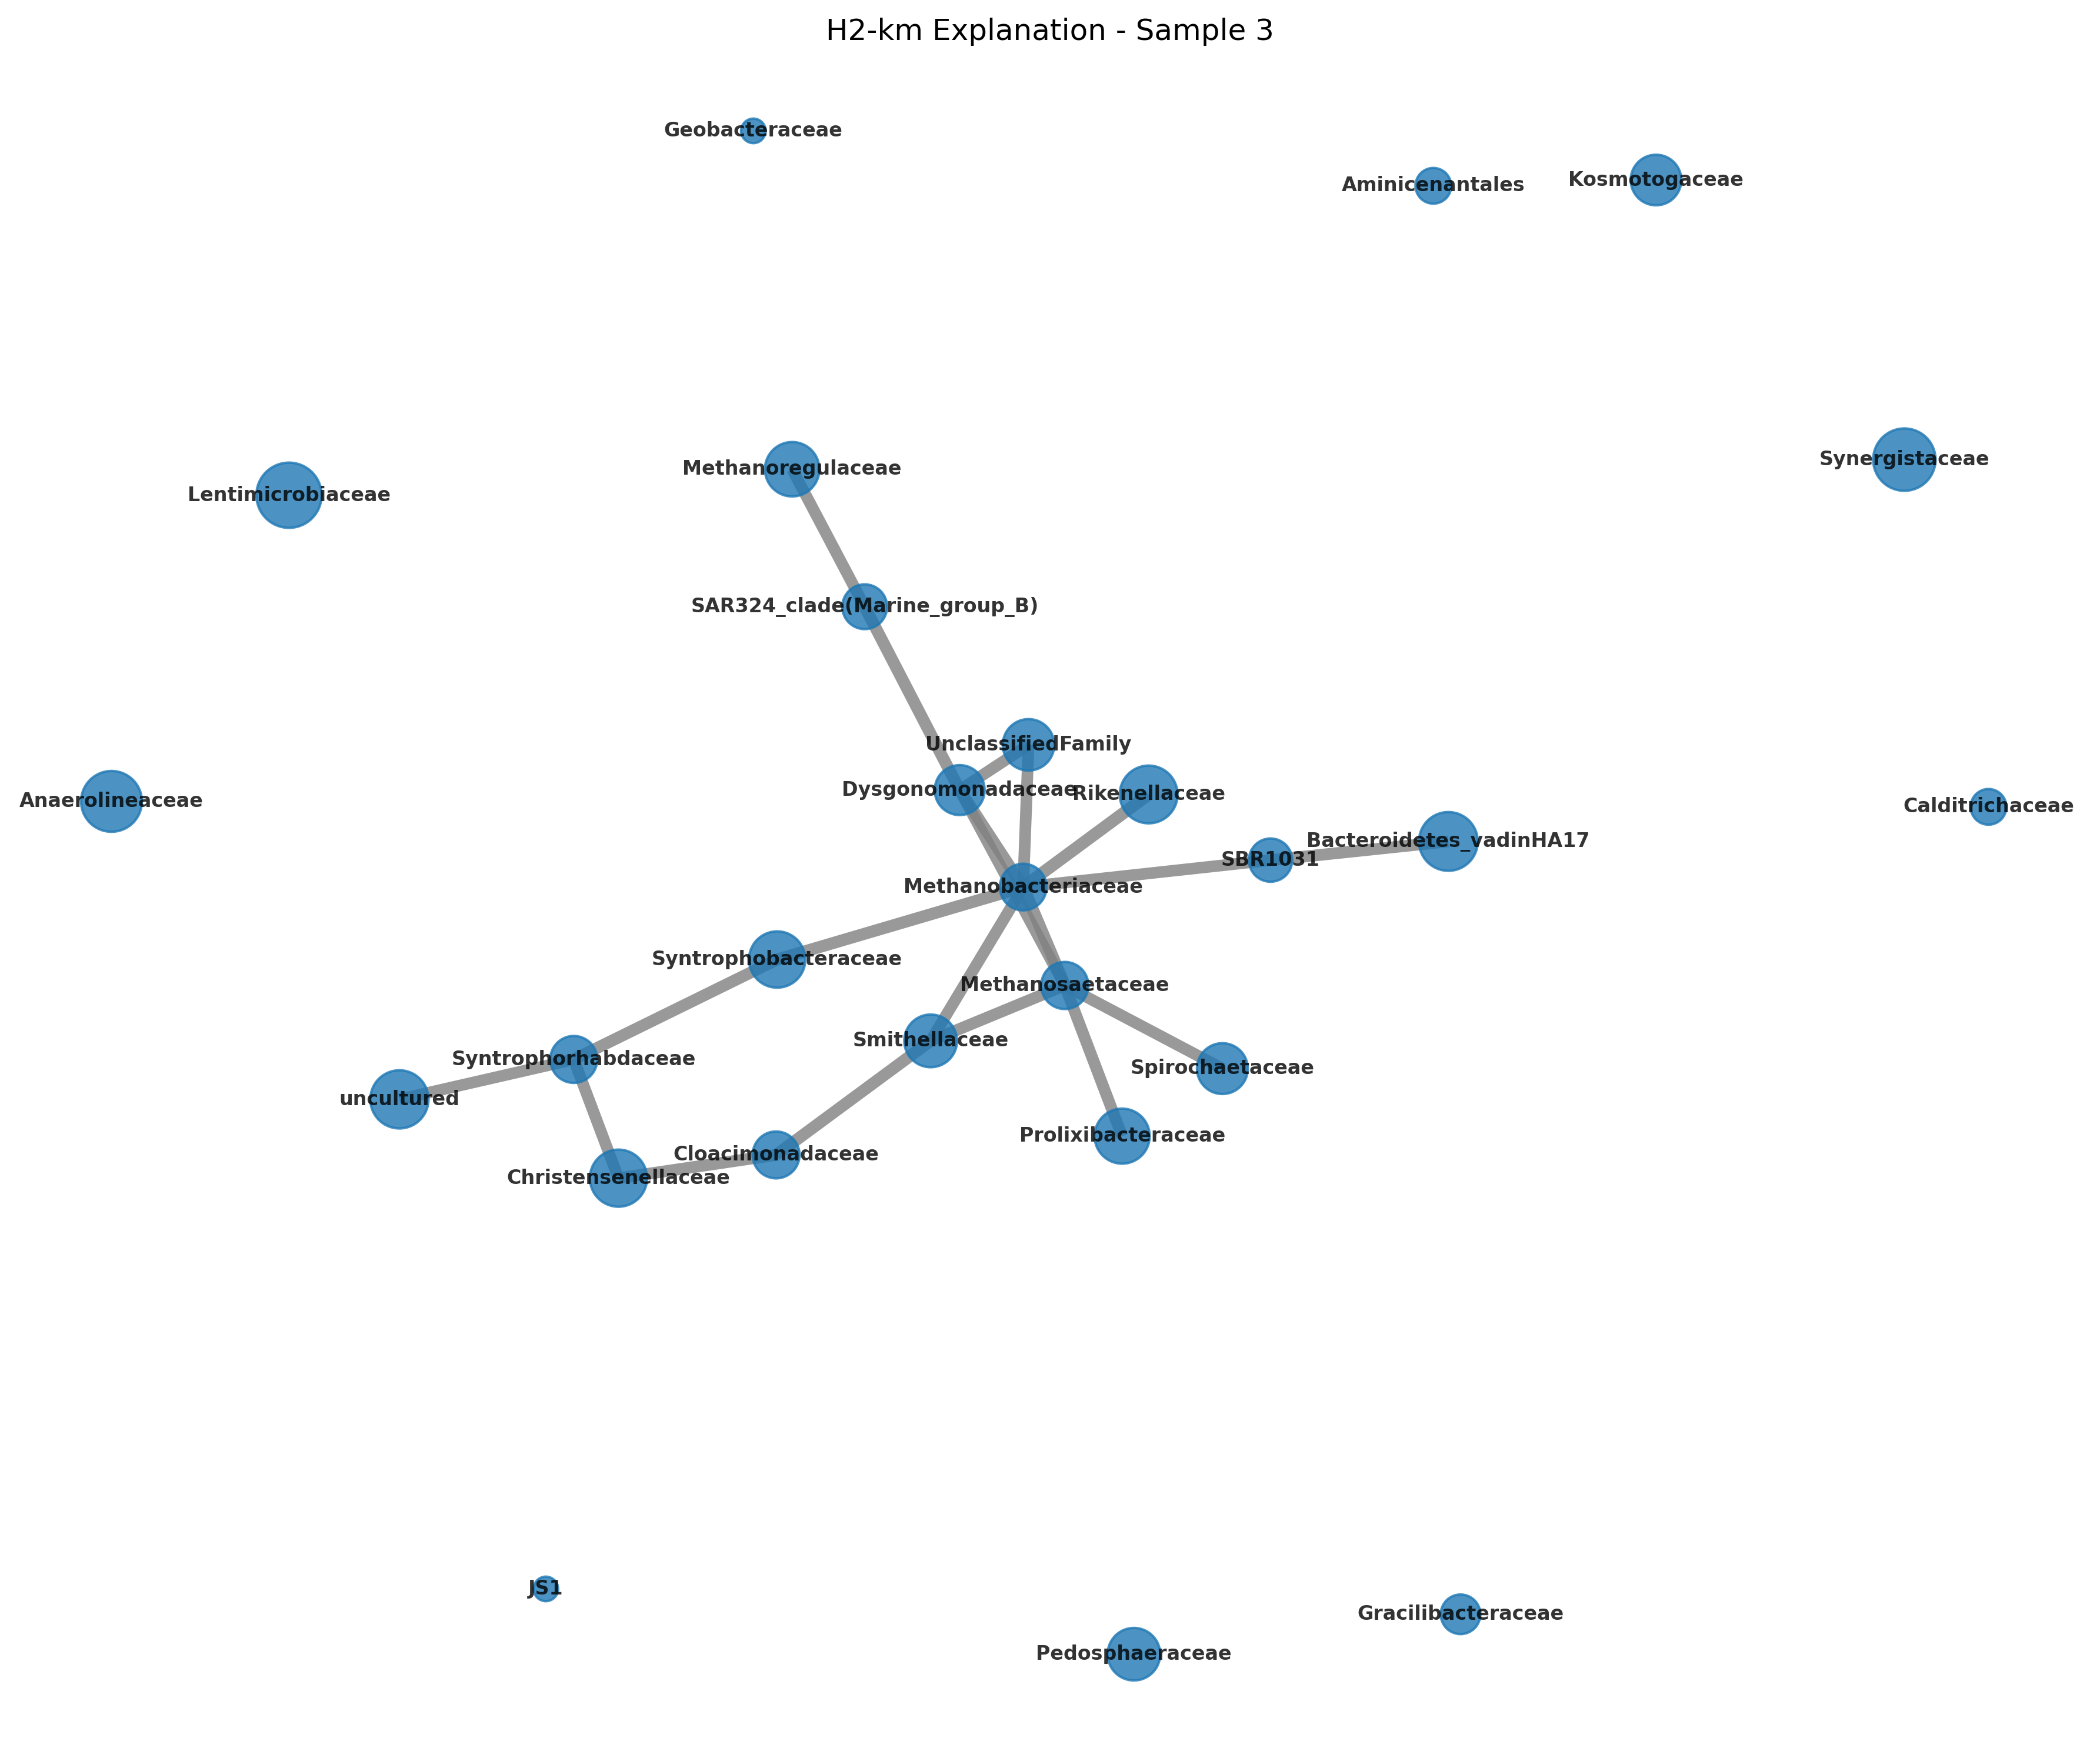 H2-km Explanation - Sample 3
Geobacteraceae
Aminicenantales
Kosmotogaceae
Synergistaceae
Methanoregulaceae
Lentimicrobiaceae
SAR324_clade(Marine_group_B)
UnclassifiedFamily
Dysgonomonadaceae
Rikenellaceae
Anaerolineaceae
Calditrichaceae
Bacteroidetes_vadinHA17
SBR1031
Methanobacteriaceae
Syntrophobacteraceae
Methanosaetaceae
Smithellaceae
Syntrophorhabdaceae
Spirochaetaceae
uncultured
Prolixibacteraceae
Cloacimonadaceae
Christensenellaceae
JS1
Gracilibacteraceae
Pedosphaeraceae